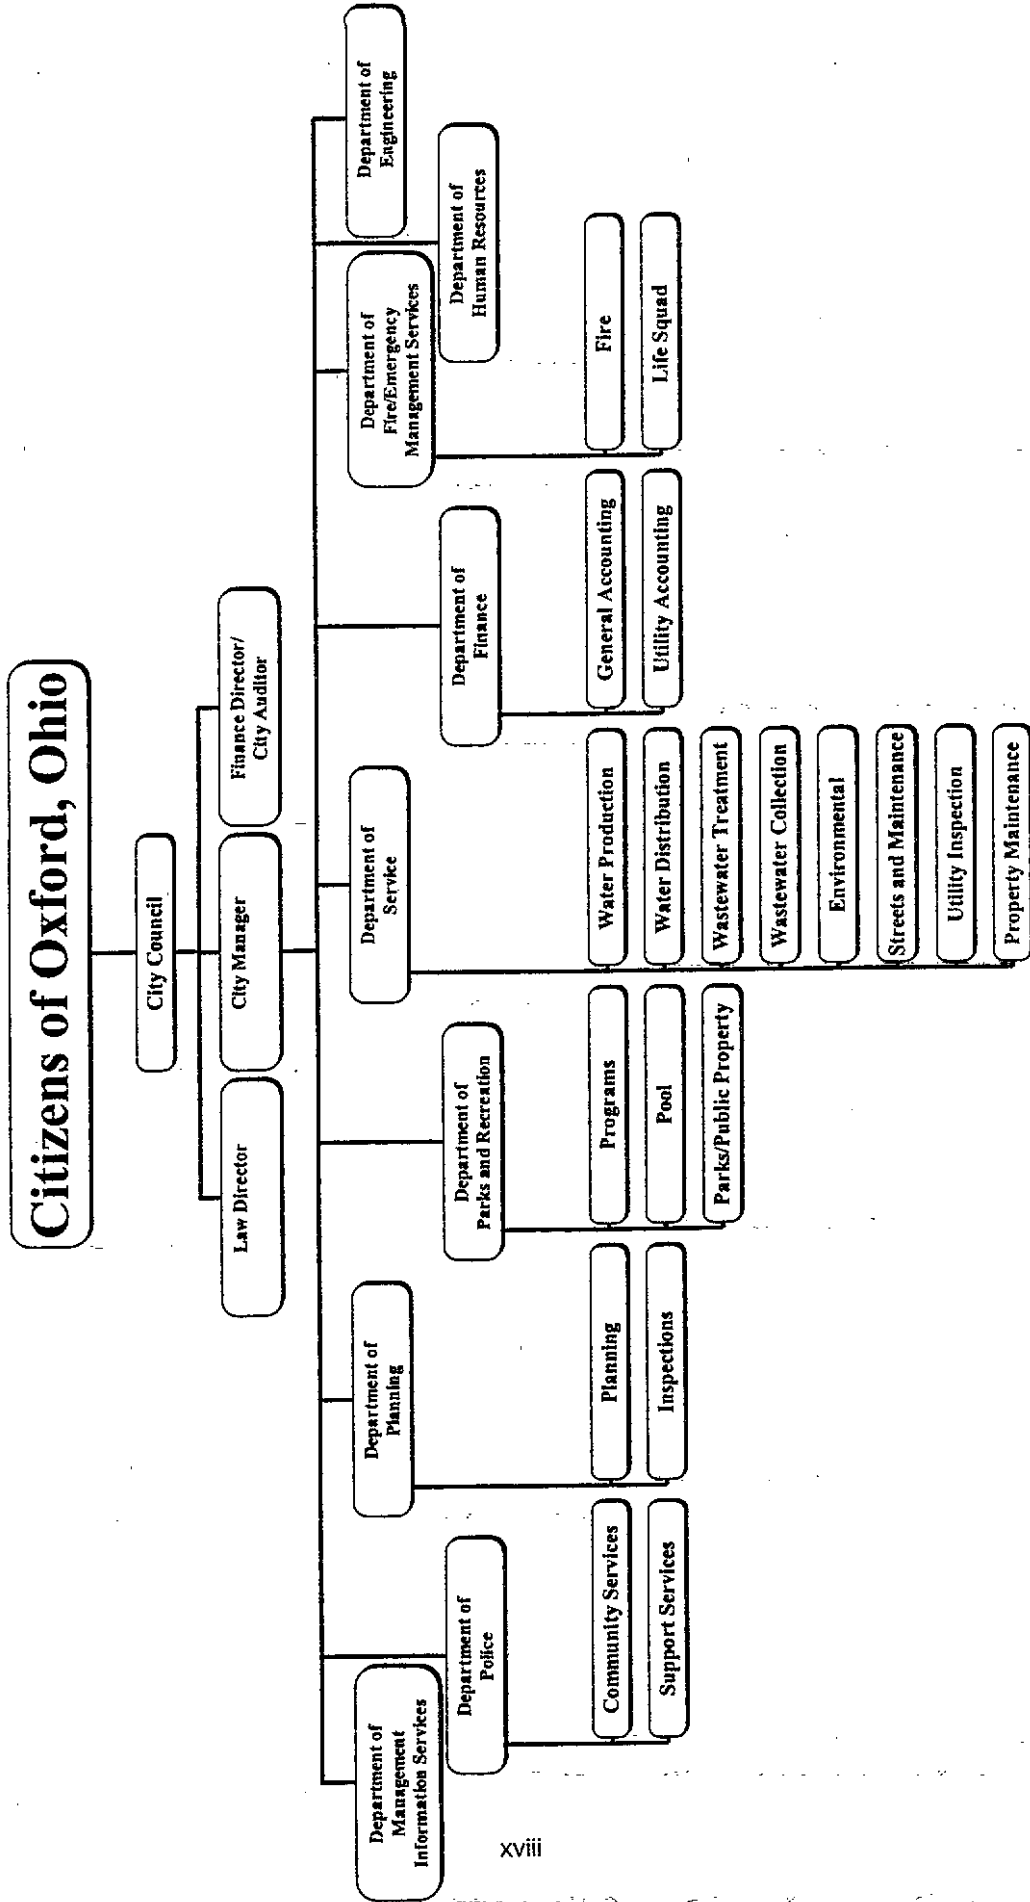 Citizens of Oxford, Ohio
City Council
Law Director
City Manager
Finance Director/
City Auditor
Department of
Management
Information Services
Department of
Police
Community Services
Support Services
Department of
Planning
Planning
Inspections
Department of
Parks and Recreation
Programs
Pool
Parks/Public Property
Department of
Service
Water Production
Water Distribution
Wastewater Treatment
Wastewater Collection
Environmental
Streets and Maintenance
Utility Inspection
Property Maintenance
Department of
Finance
General Accounting
Utility Accounting
Department of
Fire/Emergency
Management Services
Fire
Life Squad
Department of
Human Resources
Department of
Engineering
xviii